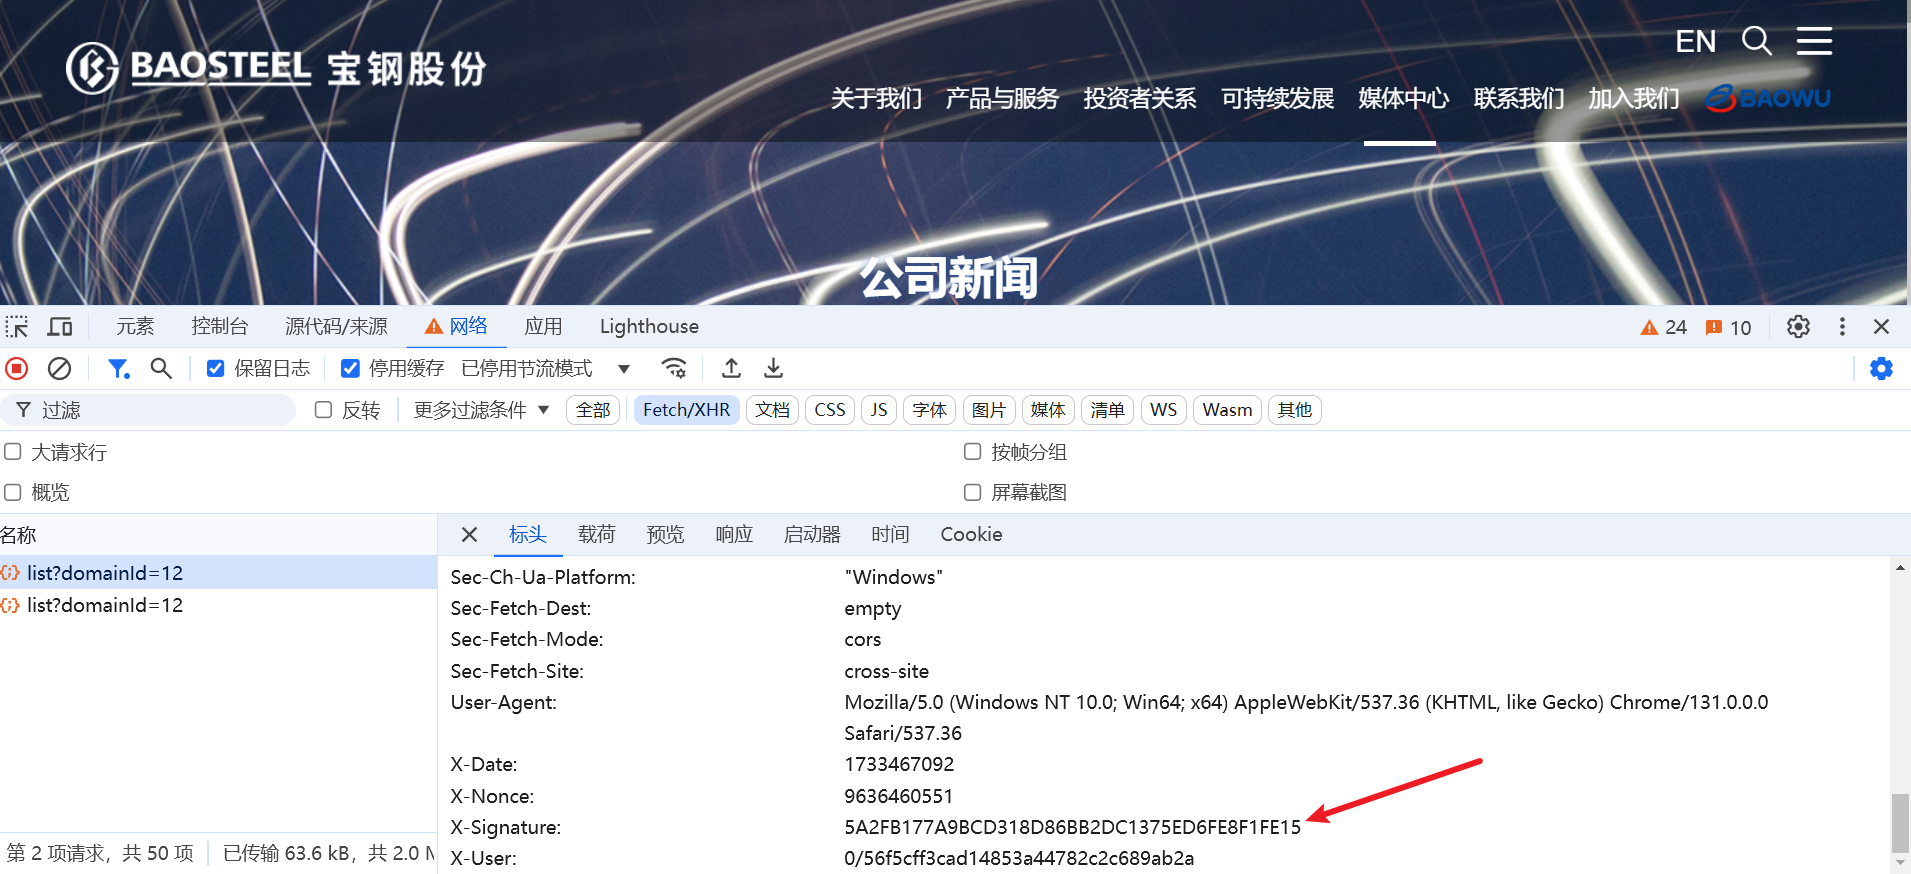 EN
BAOSTEEL 宝钢股份
关于我们 产品与服务 投资者关系 可持续发展 媒体中心 联系我们 加入我们 BAOWU
公司新闻
元素 控制台 源代码/来源 网络 应用 Lighthouse 24 10
保留日志 停用缓存 已停用节流模式
过滤 反转 更多过滤条件 全部 Fetch/XHR 文档 CSS JS 字体 图片 媒体 清单 WS Wasm 其他
大请求行 按帧分组
概览 屏幕截图
名称 标头 载荷 预览 响应 启动器 时间 Cookie
list?domainId=12
list?domainId=12
Sec-Ch-Ua-Platform: "Windows"
Sec-Fetch-Dest: empty
Sec-Fetch-Mode: cors
Sec-Fetch-Site: cross-site
User-Agent: Mozilla/5.0 (Windows NT 10.0; Win64; x64) AppleWebKit/537.36 (KHTML, like Gecko) Chrome/131.0.0.0
Safari/537.36
X-Date: 1733467092
X-Nonce: 9636460551
X-Signature: 5A2FB177A9BCD318D86BB2DC1375ED6FE8F1FE15
X-User: 0/56f5cff3cad14853a44782c2c689ab2a
第 2 项请求，共 50 项 已传输 63.6 kB，共 2.0 M